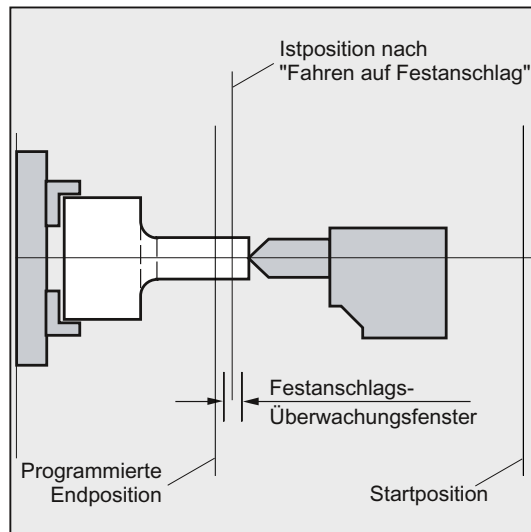 Istposition nach
"Fahren auf Festanschlag"
Festanschlags-
Überwachungsfenster
Programmierte
Endposition
Startposition